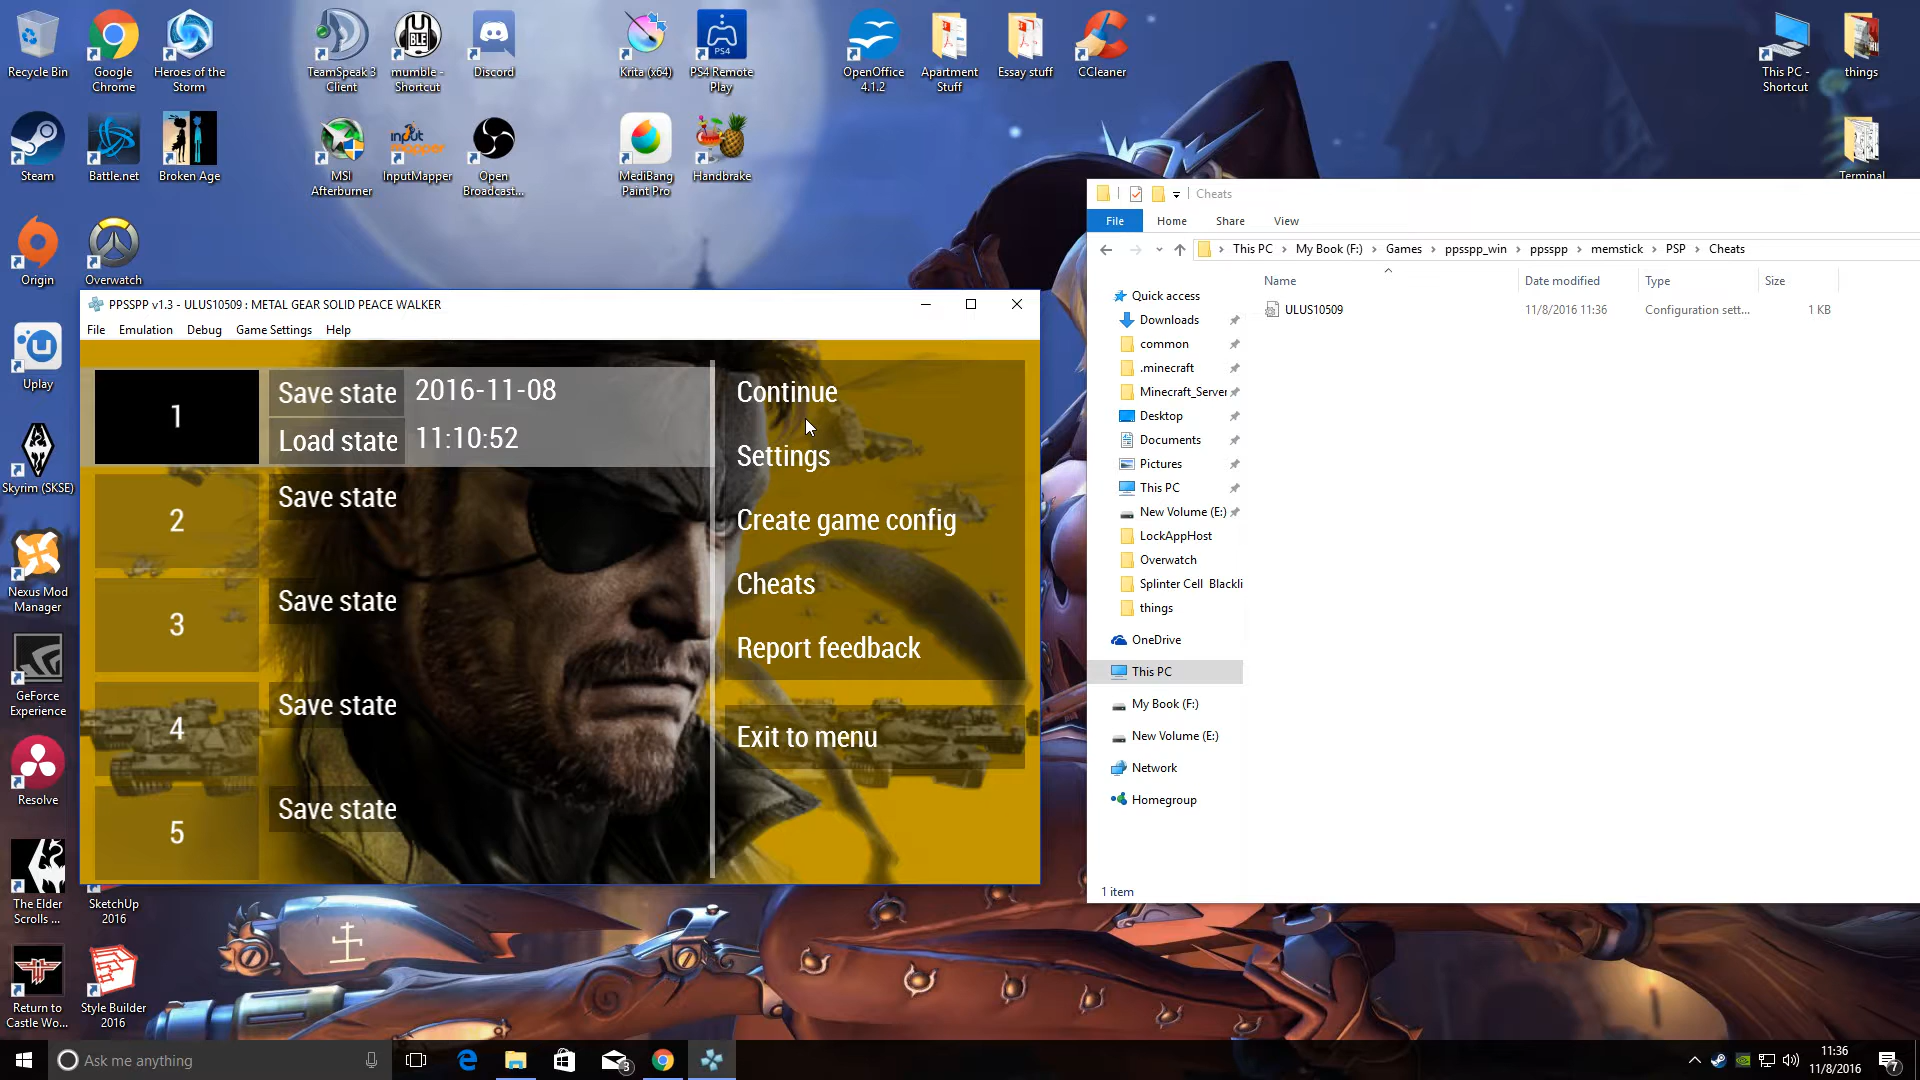 Recycle Bin
Google
Chrome
Heroes of the
Storm
TeamSpeak 3
Client
mumble -
Shortcut
Discord
Krita (x64)
PS4 Remote
Play
OpenOffice
4.1.2
Apartment
Stuff
Essay stuff
CCleaner
This PC -
Shortcut
things
Steam
Battle.net
Broken Age
MSI
Afterburner
InputMapper
Open
Broadcast...
MediBang
Paint Pro
Handbrake
Terminal
Origin
Overwatch
Uplay
Skyrim (SKSE)
Nexus Mod
Manager
GeForce
Experience
Resolve
The Elder
Scrolls ...
SketchUp
2016
Return to
Castle Wo...
Style Builder
2016
PPSSPP v1.3 - ULUS10509 : METAL GEAR SOLID PEACE WALKER
File Emulation Debug Game Settings Help
1
Save state
2016-11-08
Load state
11:10:52
2
Save state
3
Save state
4
Save state
5
Save state
Continue
Settings
Create game config
Cheats
Report feedback
Exit to menu
Cheats
File Home Share View
This PC My Book (F:) Games ppsspp_win ppsspp memstick PSP Cheats
Name Date modified Type Size
ULUS10509 11/8/2016 11:36 Configuration sett... 1 KB
Quick access
Downloads
common
.minecraft
Minecraft_Server
Desktop
Documents
Pictures
This PC
New Volume (E:)
LockAppHost
Overwatch
Splinter Cell Blackli
things
OneDrive
This PC
My Book (F:)
New Volume (E:)
Network
Homegroup
1 item
Ask me anything
3
11:36
11/8/2016
7